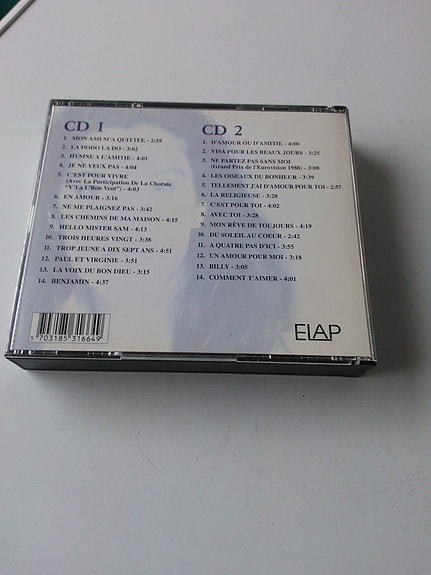 CD 1
1. MON AMI M'A QUITTEE - 2:59
2. LA DODO LA DO - 3:02
3. HYMNE A L'AMITIE - 4:01
4. JE NE VEUX PAS - 4:04
5. C'EST POUR VIVRE
(Avec La Participation De La Chorale
"V'La L'Bon Vent") - 4:03
6. EN AMOUR - 3:16
7. NE ME PLAIGNEZ PAS - 3:42
8. LES CHEMINS DE MA MAISON - 4:15
9. HELLO MISTER SAM - 4:13
10. TROIS HEURES VINGT - 3:38
11. TROP JEUNE A DIX SEPT ANS - 4:51
12. PAUL ET VIRGINIE - 3:51
13. LA VOIX DU BON DIEU - 3:15
14. BENJAMIN - 4:37
CD 2
1. D'AMOUR OU D'AMITIE - 4:00
2. VISA POUR LES BEAUX JOURS - 3:25
3. NE PARTEZ PAS SANS MOI
(Grand Prix de l'Eurovision 1988) - 3:08
4. LES OISEAUX DU BONHEUR - 3:39
5. TELLEMENT J'AI D'AMOUR POUR TOI - 2:57
6. LA RELIGIEUSE - 3:28
7. C'EST POUR TOI - 4:02
8. AVEC TOI - 3:28
9. MON RÊVE DE TOUJOURS - 4:19
10. DU SOLEIL AU COEUR - 2:42
11. A QUATRE PAS D'ICI - 3:55
12. UN AMOUR POUR MOI - 3:18
13. BILLY - 3:05
14. COMMENT T'AIMER - 4:01
5 703185 316649
ELAP